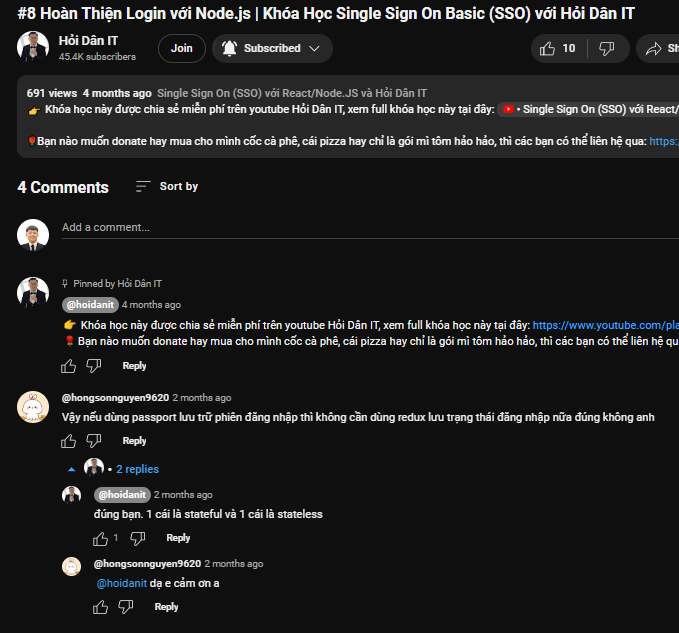 #8 Hoàn Thiện Login với Node.js | Khóa Học Single Sign On Basic (SSO) với Hỏi Dân IT
Hỏi Dân IT
45.4K subscribers
Join
Subscribed
10
Sh
691 views 4 months ago Single Sign On (SSO) với React/Node.JS và Hỏi Dân IT
👉 Khóa học này được chia sẻ miễn phí trên youtube Hỏi Dân IT, xem full khóa học này tại đây: • Single Sign On (SSO) với React/
🌹Bạn nào muốn donate hay mua cho mình cốc cà phê, cái pizza hay chỉ là gói mì tôm hảo hảo, thì các bạn có thể liên hệ qua: https:
4 Comments
Sort by
Add a comment...
Pinned by Hỏi Dân IT
@hoidanit 4 months ago
👉 Khóa học này được chia sẻ miễn phí trên youtube Hỏi Dân IT, xem full khóa học này tại đây: https://www.youtube.com/pla
🌹 Bạn nào muốn donate hay mua cho mình cốc cà phê, cái pizza hay chỉ là gói mì tôm hảo hảo, thì các bạn có thể liên hệ qu
Reply
@hongsonnguyen9620 2 months ago
Vậy nếu dùng passport lưu trữ phiên đăng nhập thì không cần dùng redux lưu trạng thái đăng nhập nữa đúng không anh
Reply
• 2 replies
@hoidanit 2 months ago
đúng bạn. 1 cái là stateful và 1 cái là stateless
1
Reply
@hongsonnguyen9620 2 months ago
@hoidanit dạ e cảm ơn a
Reply